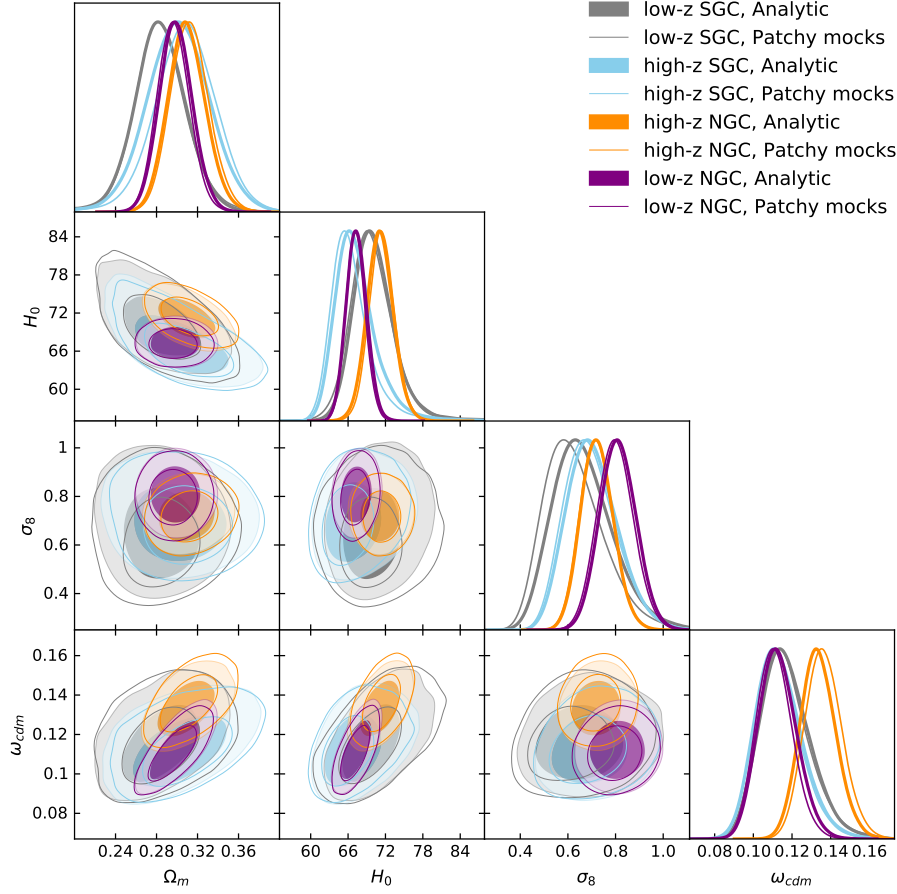 low-z SGC, Analytic
low-z SGC, Patchy mocks
high-z SGC, Analytic
high-z SGC, Patchy mocks
high-z NGC, Analytic
high-z NGC, Patchy mocks
low-z NGC, Analytic
low-z NGC, Patchy mocks
84
78
72
66
60
H₀
1
0.8
0.6
0.4
σ₈
0.16
0.14
0.12
0.10
0.08
ω_cdm
0.24 0.28 0.32 0.36
60 66 72 78 84
0.4 0.6 0.8 1.0
0.08 0.10 0.12 0.14 0.16
Ω_m H₀ σ₈ ω_cdm